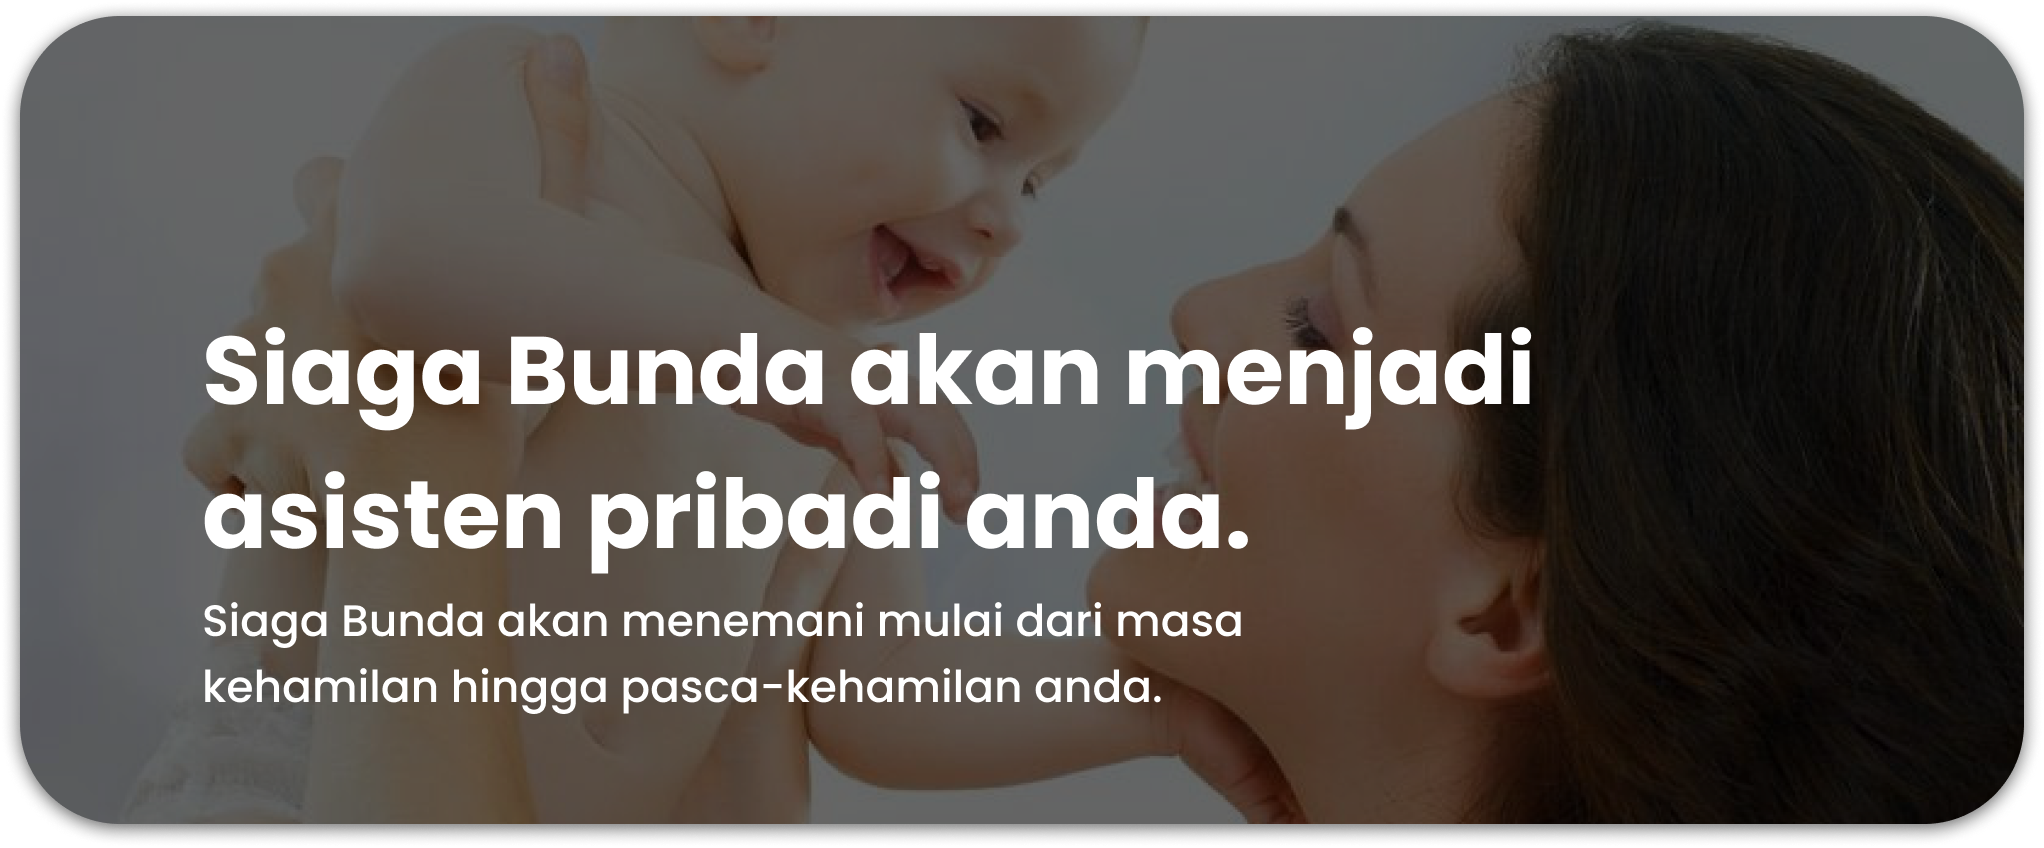 Siaga Bunda akan menjadi
asisten pribadi anda.
Siaga Bunda akan menemani mulai dari masa
kehamilan hingga pasca-kehamilan anda.